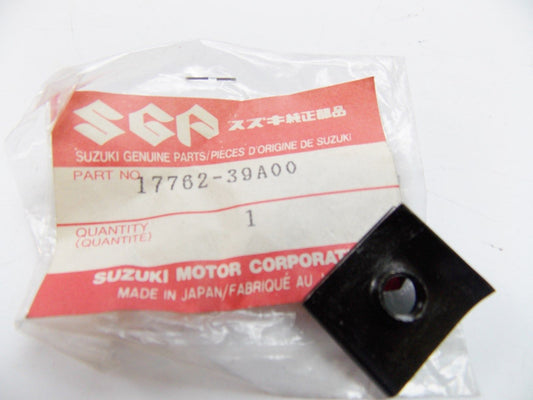 SGP スズキ純正部品
SUZUKI GENUINE PARTS/PIECES D'ORIGINE DE SUZUKI
PART NO. 17762-39A00
QUANTITY 1
(QUANTITÉ)
SUZUKI MOTOR CORPORATI
MADE IN JAPAN/FABRIQUÉ AU